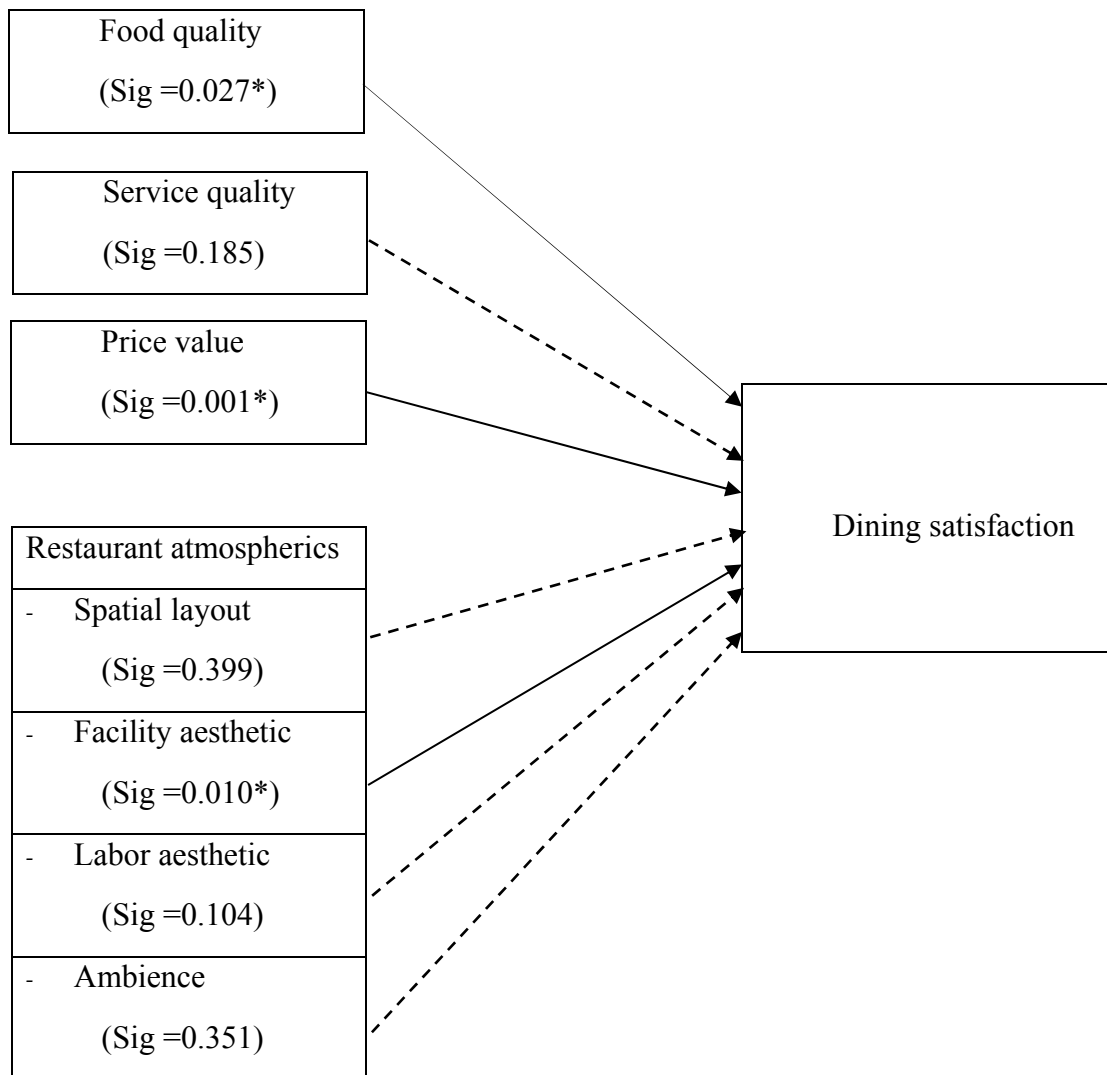 Food quality
(Sig =0.027*)
Service quality
(Sig =0.185)
Price value
(Sig =0.001*)
Dining satisfaction
Restaurant atmospherics
- Spatial layout
(Sig =0.399)
- Facility aesthetic
(Sig =0.010*)
- Labor aesthetic
(Sig =0.104)
- Ambience
(Sig =0.351)